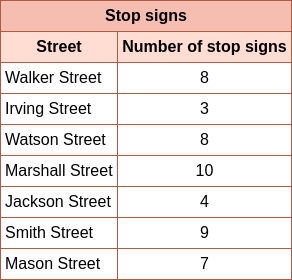 Stop signs
Street Number of stop signs
Walker Street 8
Irving Street 3
Watson Street 8
Marshall Street 10
Jackson Street 4
Smith Street 9
Mason Street 7